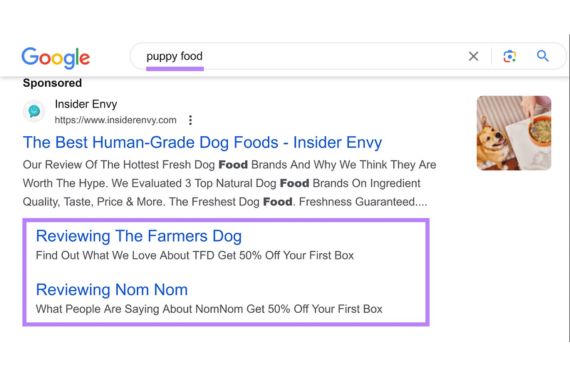 Google
puppy food
Sponsored
Insider Envy
https://www.insiderenvy.com
The Best Human-Grade Dog Foods - Insider Envy
Our Review Of The Hottest Fresh Dog Food Brands And Why We Think They Are
Worth The Hype. We Evaluated 3 Top Natural Dog Food Brands On Ingredient
Quality, Taste, Price & More. The Freshest Dog Food. Freshness Guaranteed....
Reviewing The Farmers Dog
Find Out What We Love About TFD Get 50% Off Your First Box
Reviewing Nom Nom
What People Are Saying About NomNom Get 50% Off Your First Box